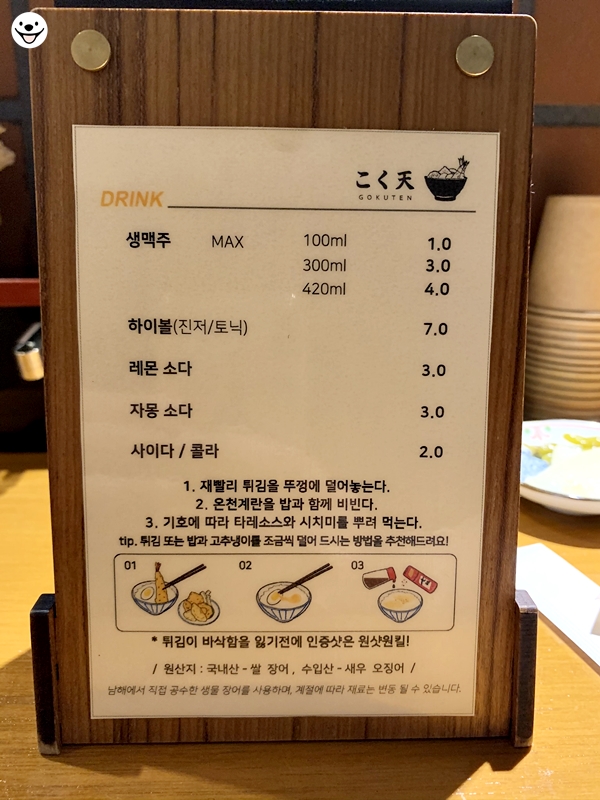 こく天
GOKUTEN
DRINK
생맥주 MAX 100ml 1.0
300ml 3.0
420ml 4.0
하이볼(진저/토닉) 7.0
레몬 소다 3.0
자몽 소다 3.0
사이다 / 콜라 2.0
1. 재빨리 튀김을 뚜껑에 덜어놓는다.
2. 온천계란을 밥과 함께 비빈다.
3. 기호에 따라 타레소스와 시치미를 뿌려 먹는다.
tip. 튀김 또는 밥과 고추냉이를 조금씩 덜어 드시는 방법을 추천해드려요!
01 02 03
* 튀김이 바삭함을 잃기전에 인증샷은 원샷원킬!
/ 원산지 : 국내산 - 쌀 장어 , 수입산 - 새우 오징어 /
남해에서 직접 공수한 생물 장어를 사용하며, 계절에 따라 재료는 변동 될 수 있습니다.